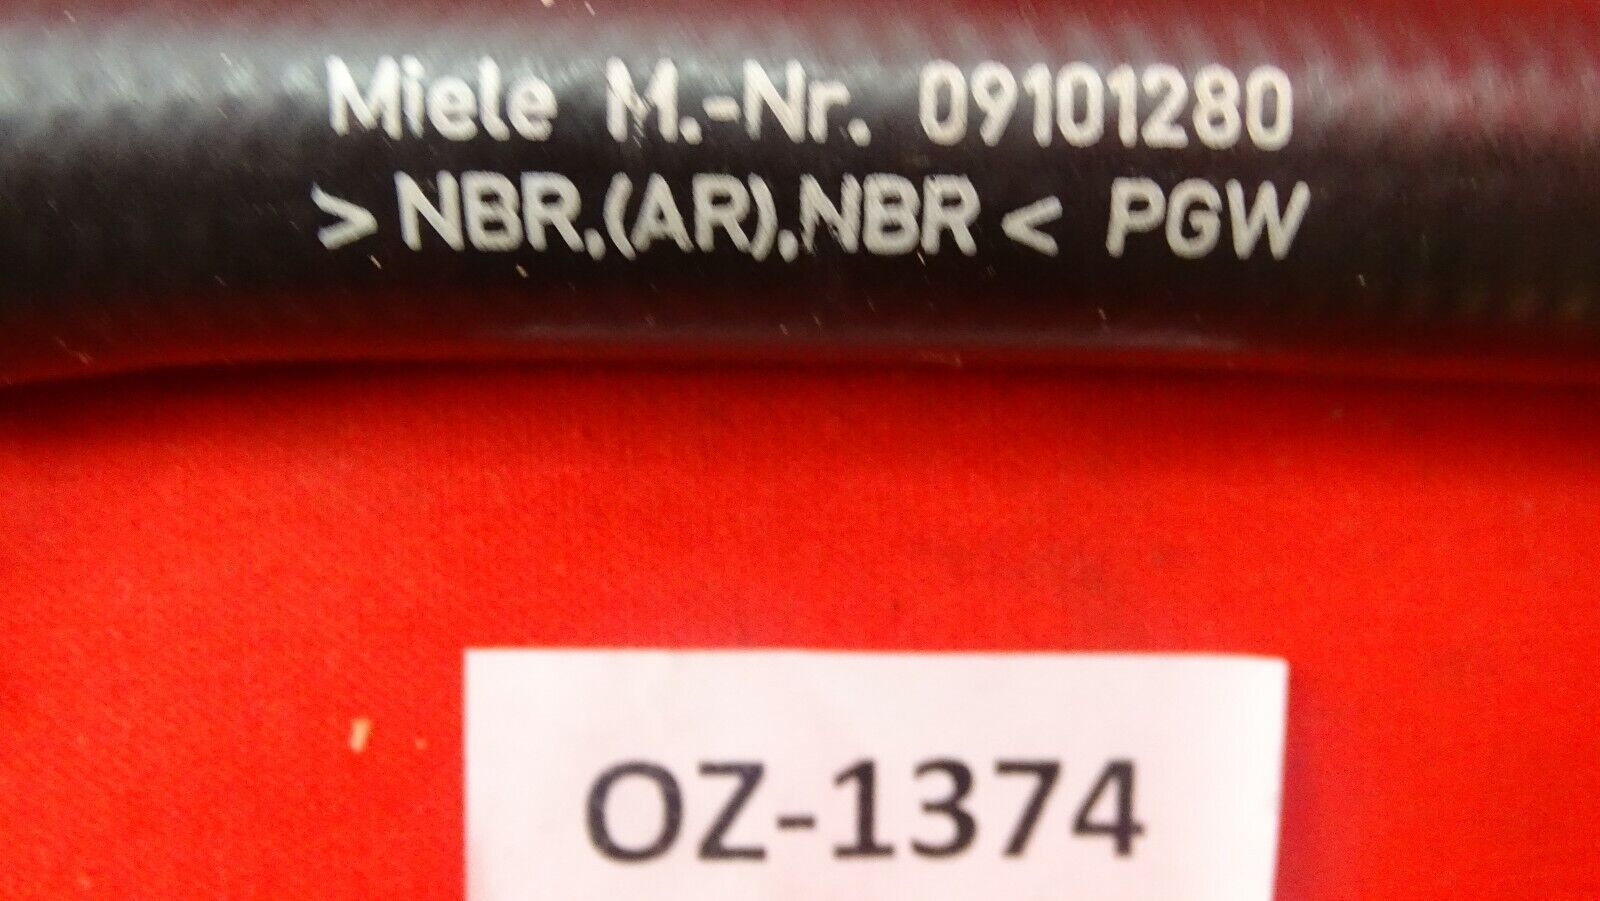 Miele M.-Nr. 09101280
>NBR,(AR),NBR< PGW
OZ-1374